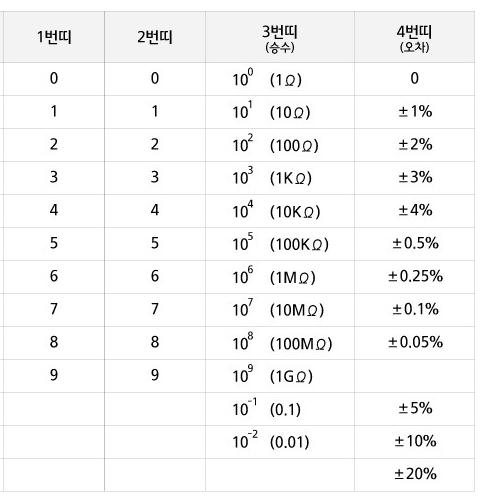 1번띠 2번띠 3번띠 (승수) 4번띠 (오차)
0 0 10⁰ (1Ω) 0
1 1 10¹ (10Ω) ±1%
2 2 10² (100Ω) ±2%
3 3 10³ (1KΩ) ±3%
4 4 10⁴ (10KΩ) ±4%
5 5 10⁵ (100KΩ) ±0.5%
6 6 10⁶ (1MΩ) ±0.25%
7 7 10⁷ (10MΩ) ±0.1%
8 8 10⁸ (100MΩ) ±0.05%
9 9 10⁹ (1GΩ)
10⁻¹ (0.1) ±5%
10⁻² (0.01) ±10%
±20%